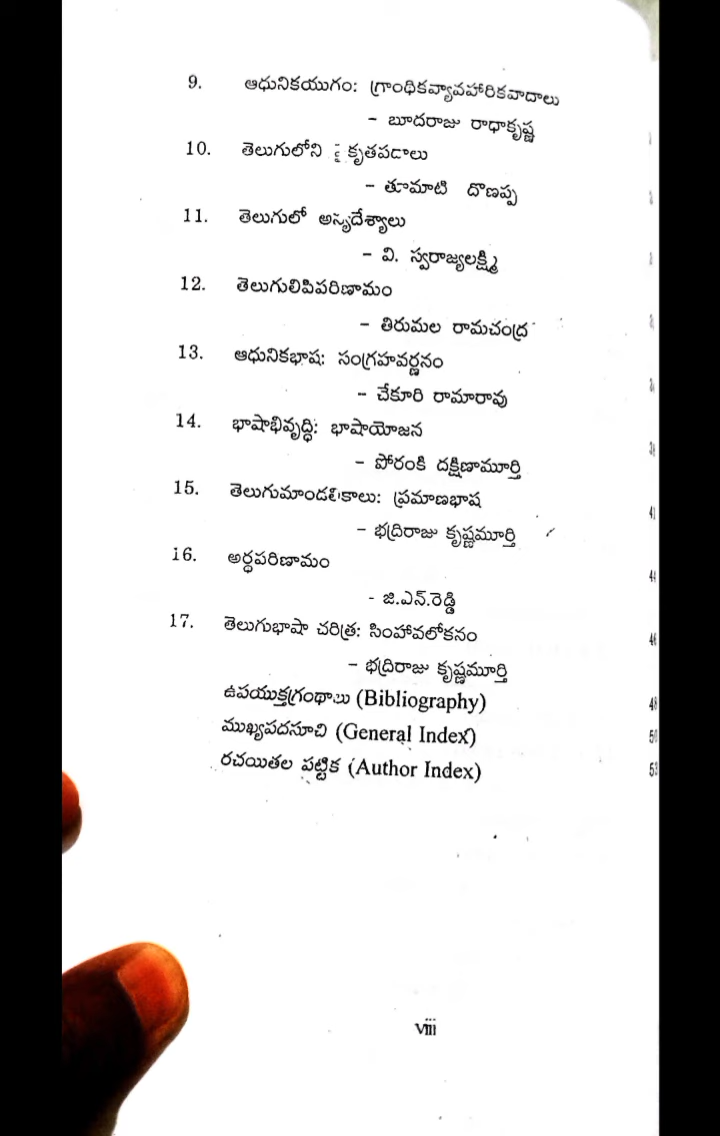 9. ఆధునికయుగం: గ్రాంథికవ్యావహారికవాదాలు
- బూదరాజు రాధాకృష్ణ
10. తెలుగులోని కృతపదాలు
- తూమాటి దొణప్ప
11. తెలుగులో అన్యదేశ్యాలు
- వి. స్వరాజ్యలక్ష్మి
12. తెలుగులిపిపరిణామం
- తిరుమల రామచంద్ర
13. ఆధునికభాష: సంగ్రహవర్ణనం
- చేకూరి రామారావు
14. భాషాభివృద్ధి: భాషాయోజన
- పోరంకి దక్షిణామూర్తి
15. తెలుగుమాండలికాలు: ప్రమాణభాష
- భద్రిరాజు కృష్ణమూర్తి
16. అర్థపరిణామం
- జి.ఎన్.రెడ్డి
17. తెలుగుభాషా చరిత్ర: సింహావలోకనం
- భద్రిరాజు కృష్ణమూర్తి
ఉపయుక్తగ్రంథాలు (Bibliography)
ముఖ్యపదసూచి (General Index)
రచయితల పట్టిక (Author Index)
viii